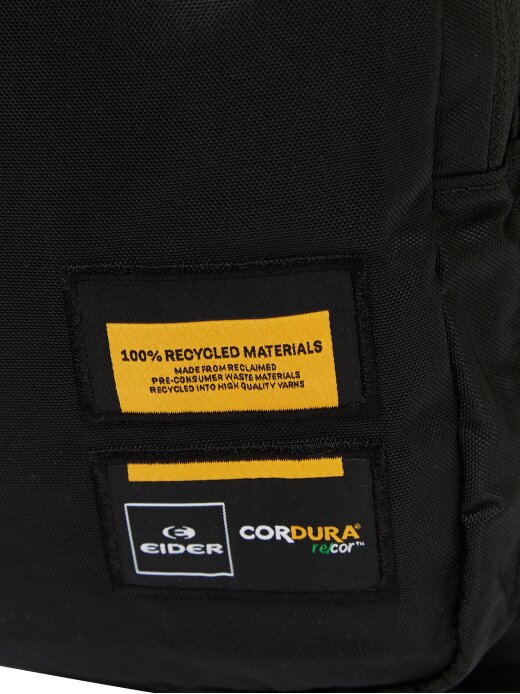 100% RECYCLED MATERIALS
MADE FROM RECLAIMED
PRE-CONSUMER WASTE MATERIALS
RECYCLED INTO HIGH QUALITY YARNS
EIDER
CORDURA®
re/cor™